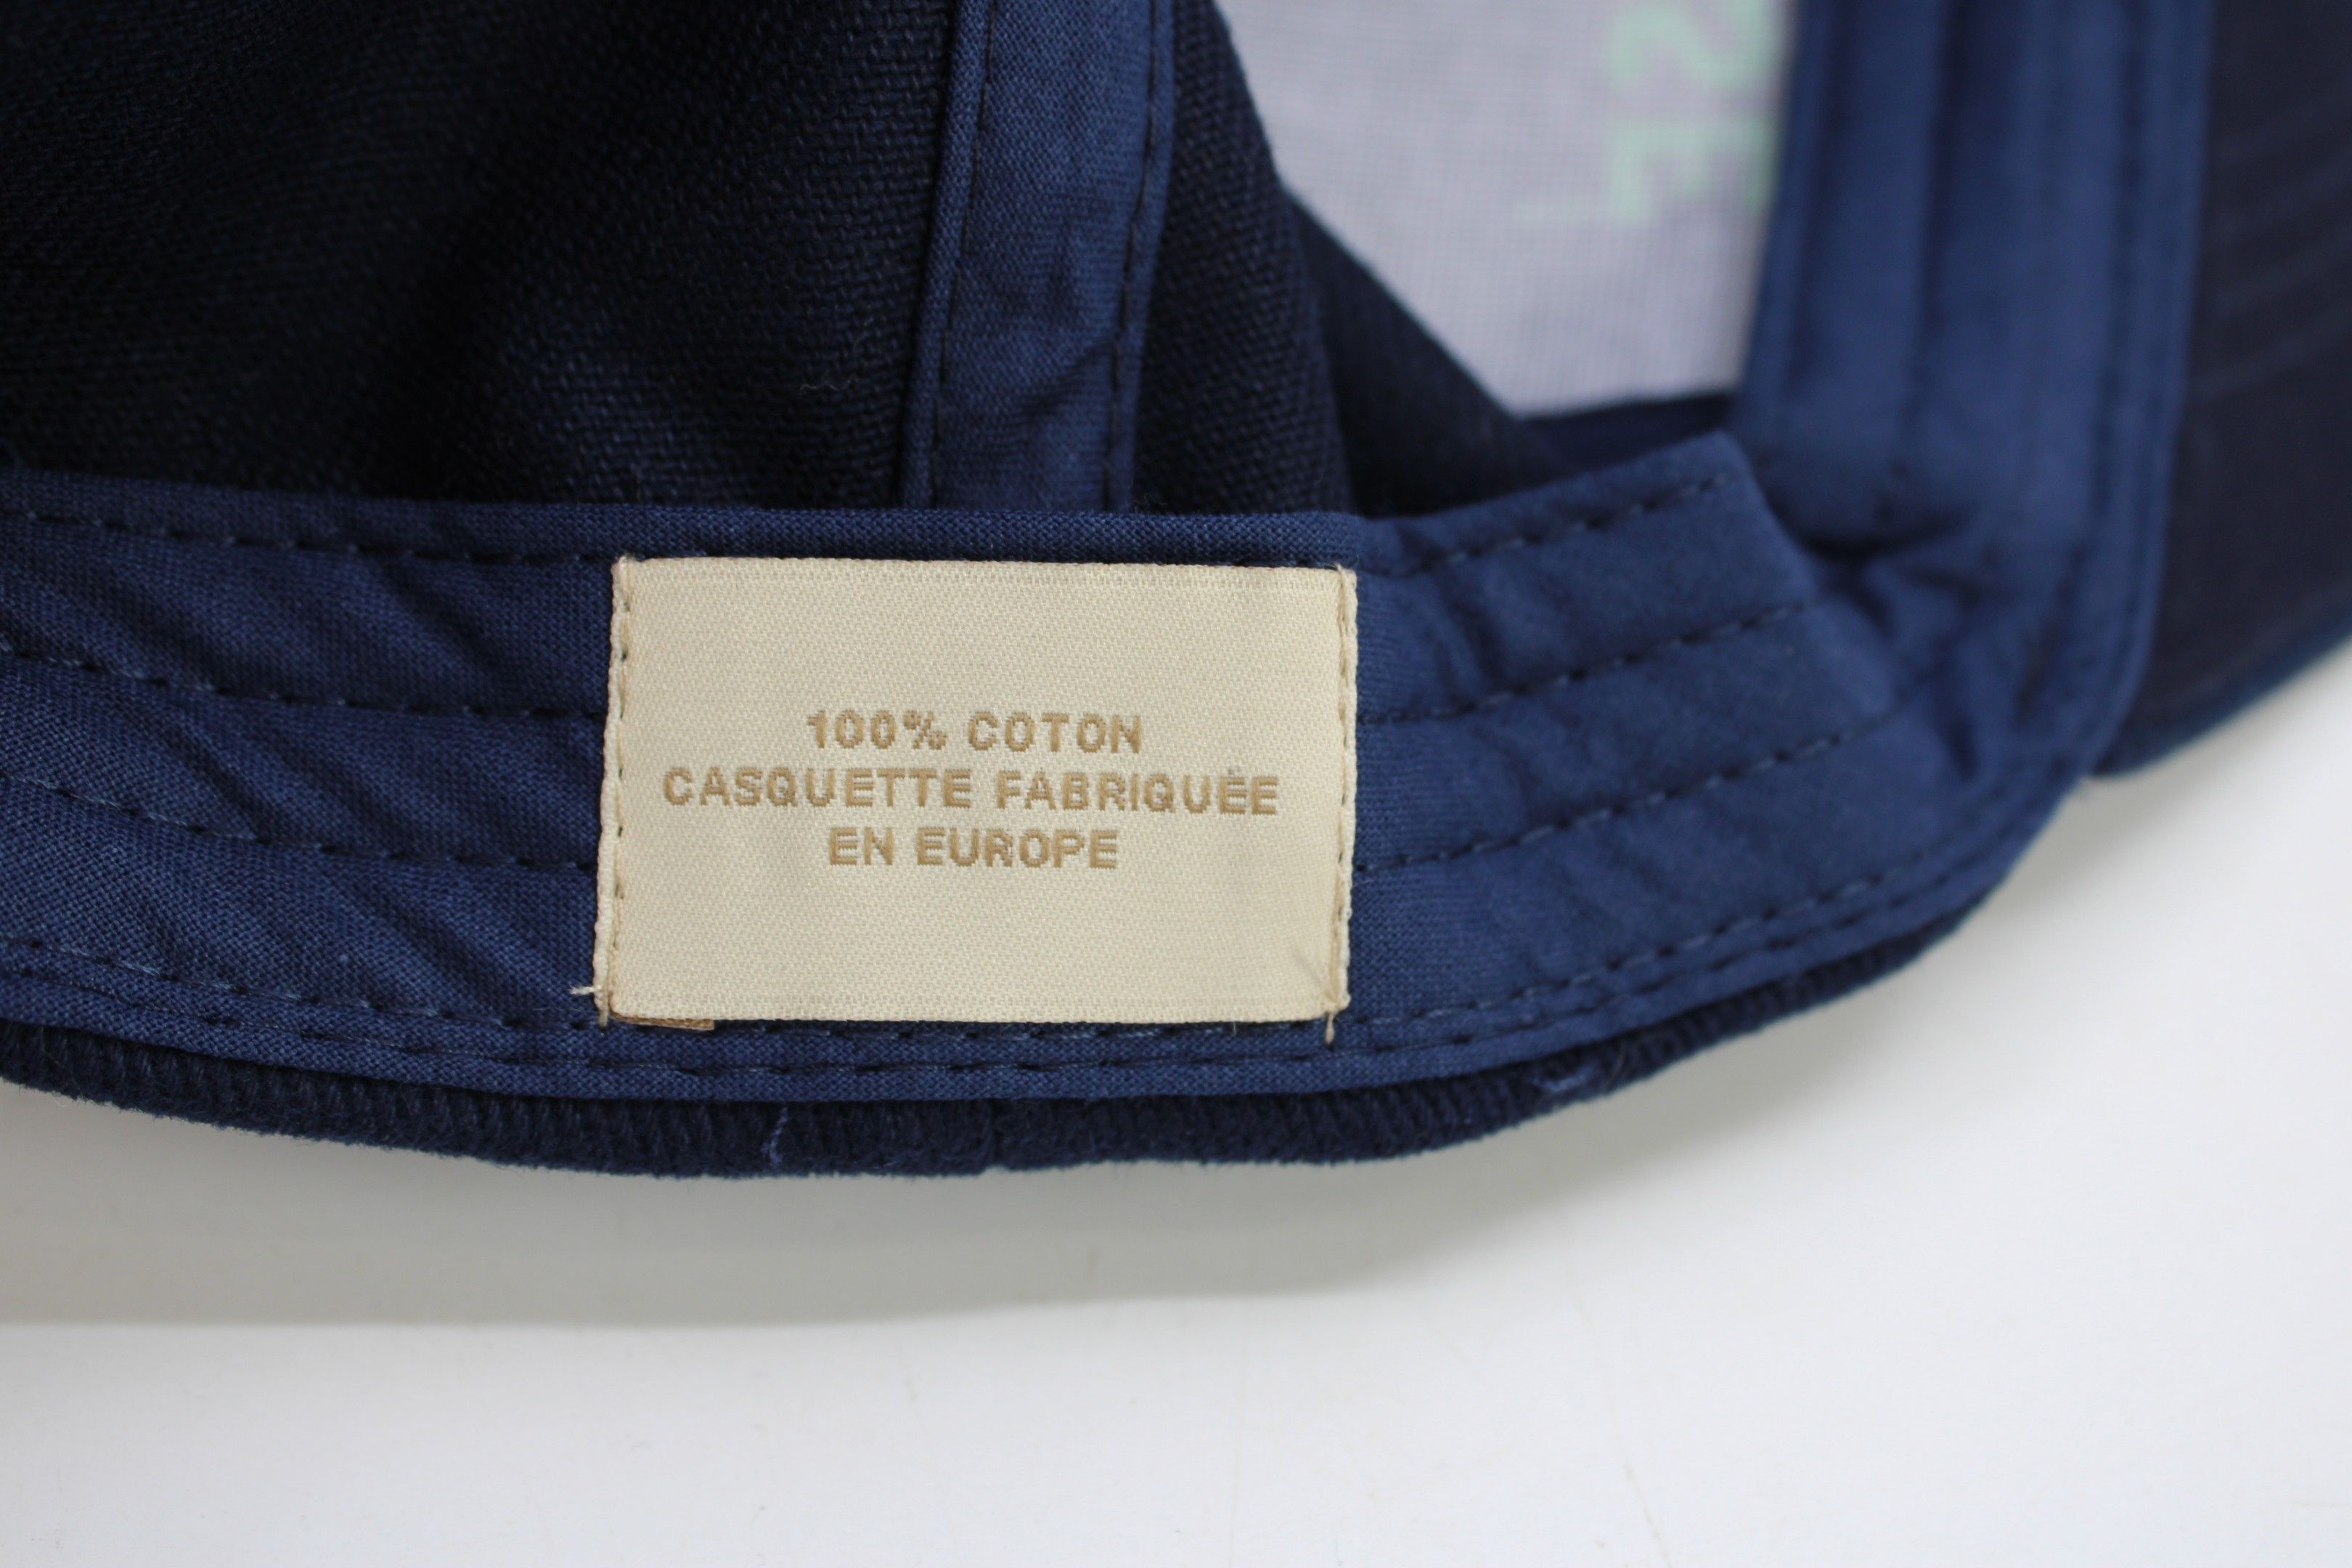 100% COTON
CASQUETTE FABRIQUÉE
EN EUROPE